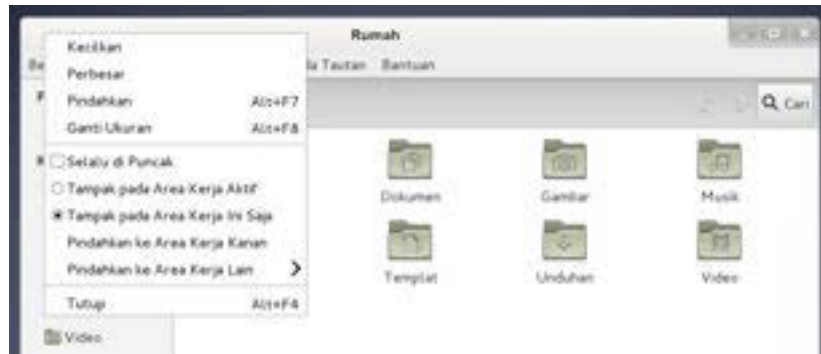 Rumah
Be
la Tautan Bantuan
Kecilkan
Perbesar
Pindahkan Alt+F7
Ganti Ukuran Alt+F8
Selalu di Puncak
Tampak pada Area Kerja Aktif
Tampak pada Area Kerja Ini Saja
Pindahkan ke Area Kerja Kanan
Pindahkan ke Area Kerja Lain
Tutup Alt+F4
Cari
Dokumen Gambar Musik
Templat Unduhan Video
Video